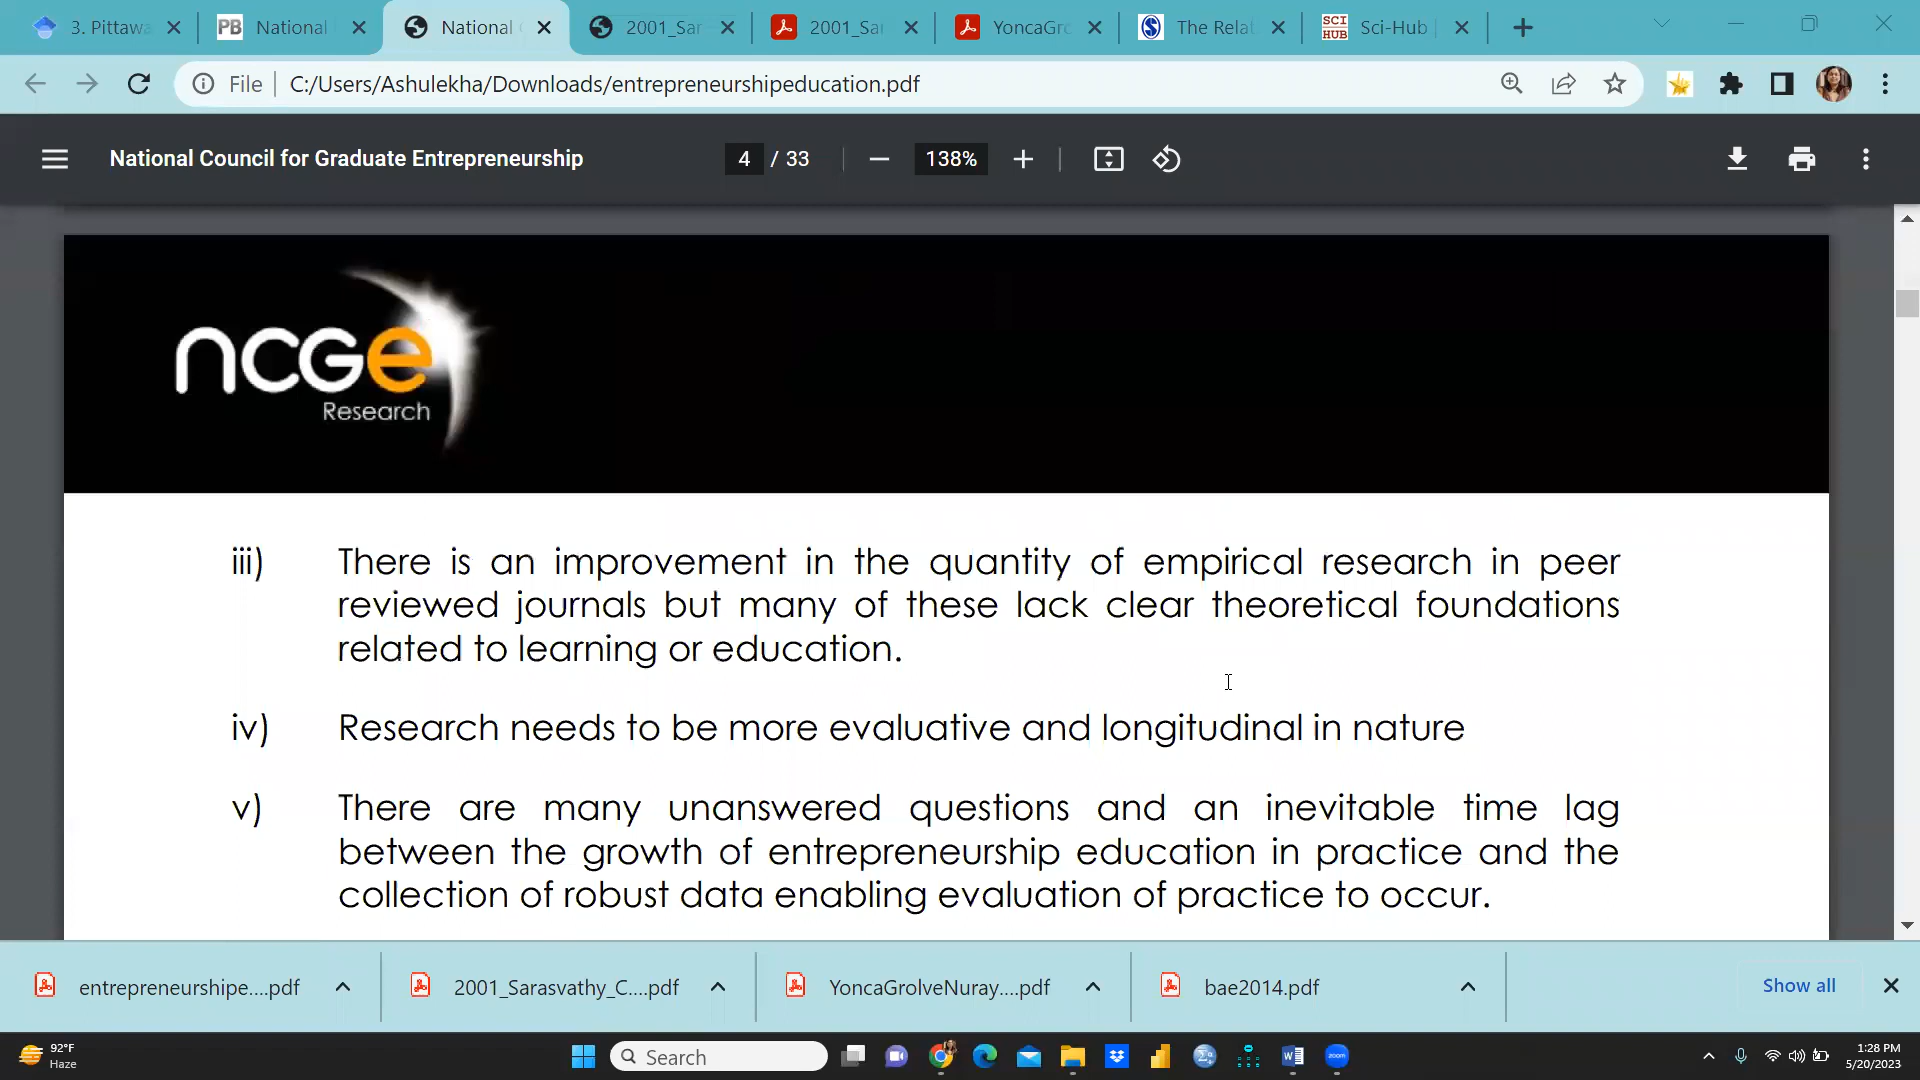 3. Pittawa
National
National
2001_Sar
2001_Sar
YoncaGro
The Relat
SCI HUB
Sci-Hub
File
C:/Users/Ashulekha/Downloads/entrepreneurshipeducation.pdf
National Council for Graduate Entrepreneurship
4 / 33
138%
ncGe
Research
iii) There is an improvement in the quantity of empirical research in peer
reviewed journals but many of these lack clear theoretical foundations
related to learning or education.
iv) Research needs to be more evaluative and longitudinal in nature
v) There are many unanswered questions and an inevitable time lag
between the growth of entrepreneurship education in practice and the
collection of robust data enabling evaluation of practice to occur.
entrepreneurshipe....pdf
2001_Sarasvathy_C....pdf
YoncaGrolveNuray....pdf
bae2014.pdf
Show all
92°F
Haze
Search
1:28 PM
5/20/2023